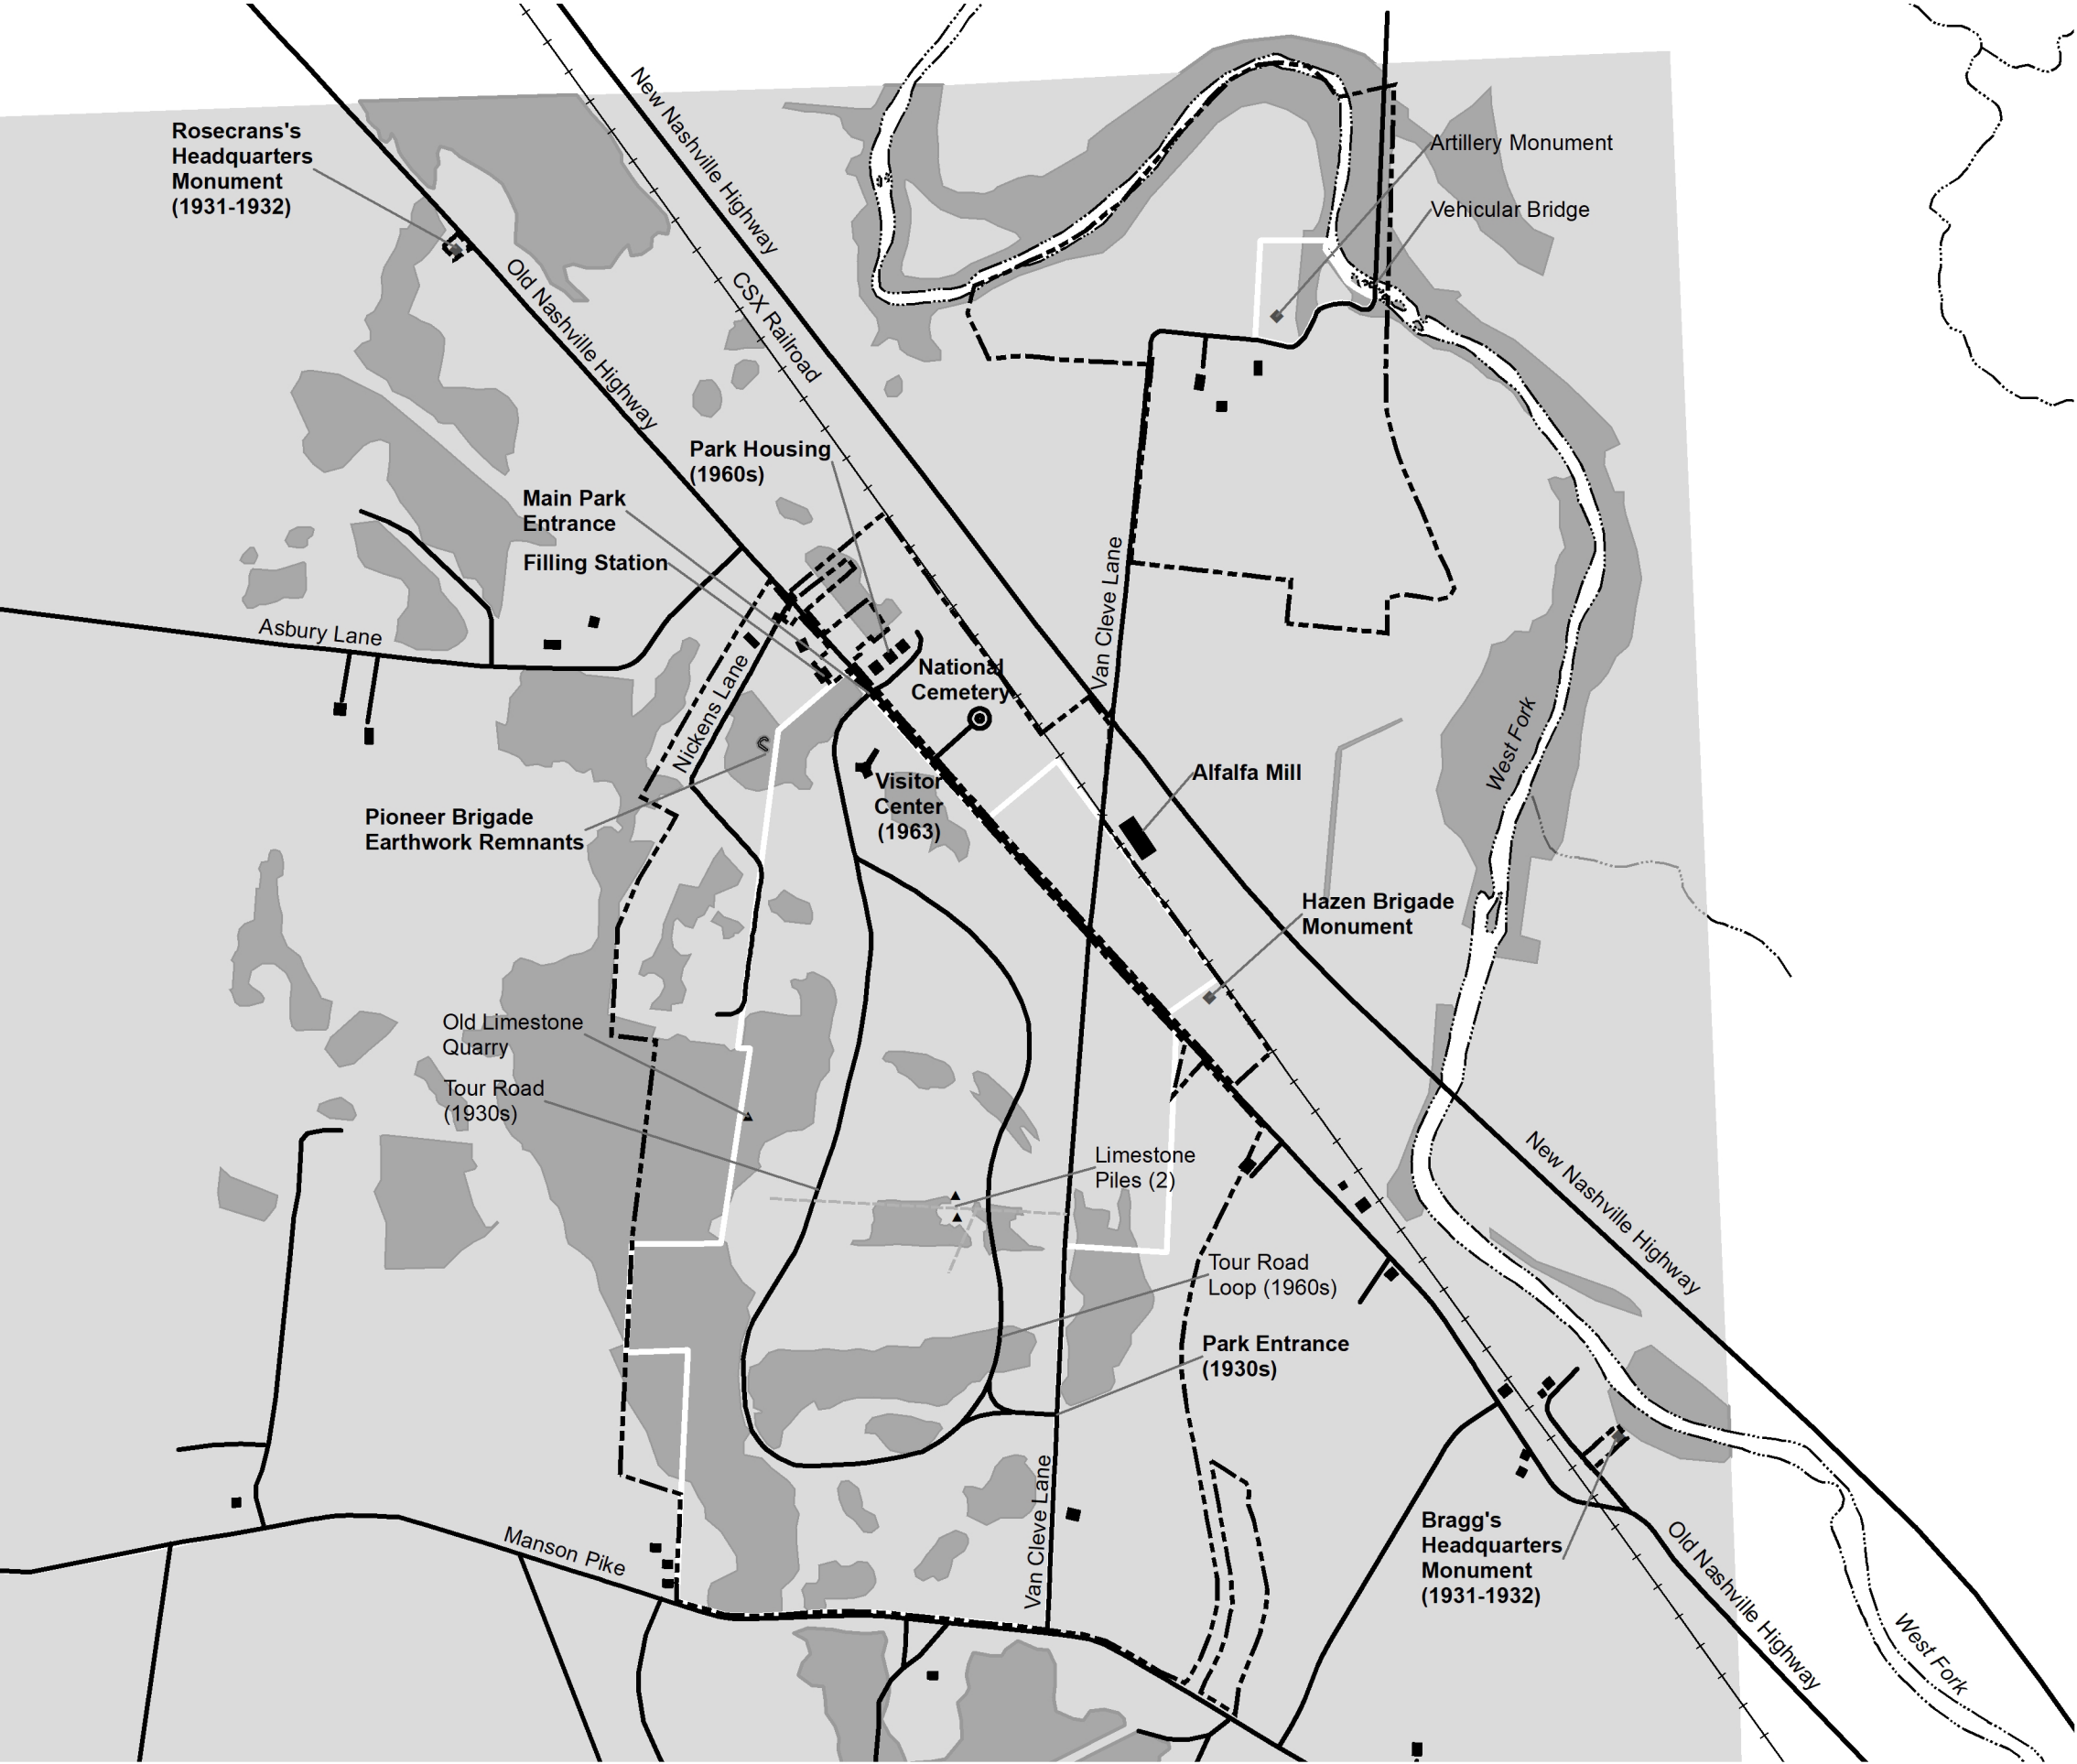 Rosecrans's
Headquarters
Monument
(1931-1932)
New Nashville Highway
Artillery Monument
Vehicular Bridge
CSX Railroad
Old Nashville Highway
Park Housing
(1960s)
Main Park
Entrance
Filling Station
Asbury Lane
Nickens Lane
National
Cemetery
Van Cleve Lane
West Fork
Visitor
Center
(1963)
Alfalfa Mill
Pioneer Brigade
Earthwork Remnants
Hazen Brigade
Monument
Old Limestone
Quarry
Tour Road
(1930s)
Limestone
Piles (2)
New Nashville Highway
Tour Road
Loop (1960s)
Park Entrance
(1930s)
Manson Pike
Van Cleve Lane
Bragg's
Headquarters
Monument
(1931-1932)
Old Nashville Highway
West Fork